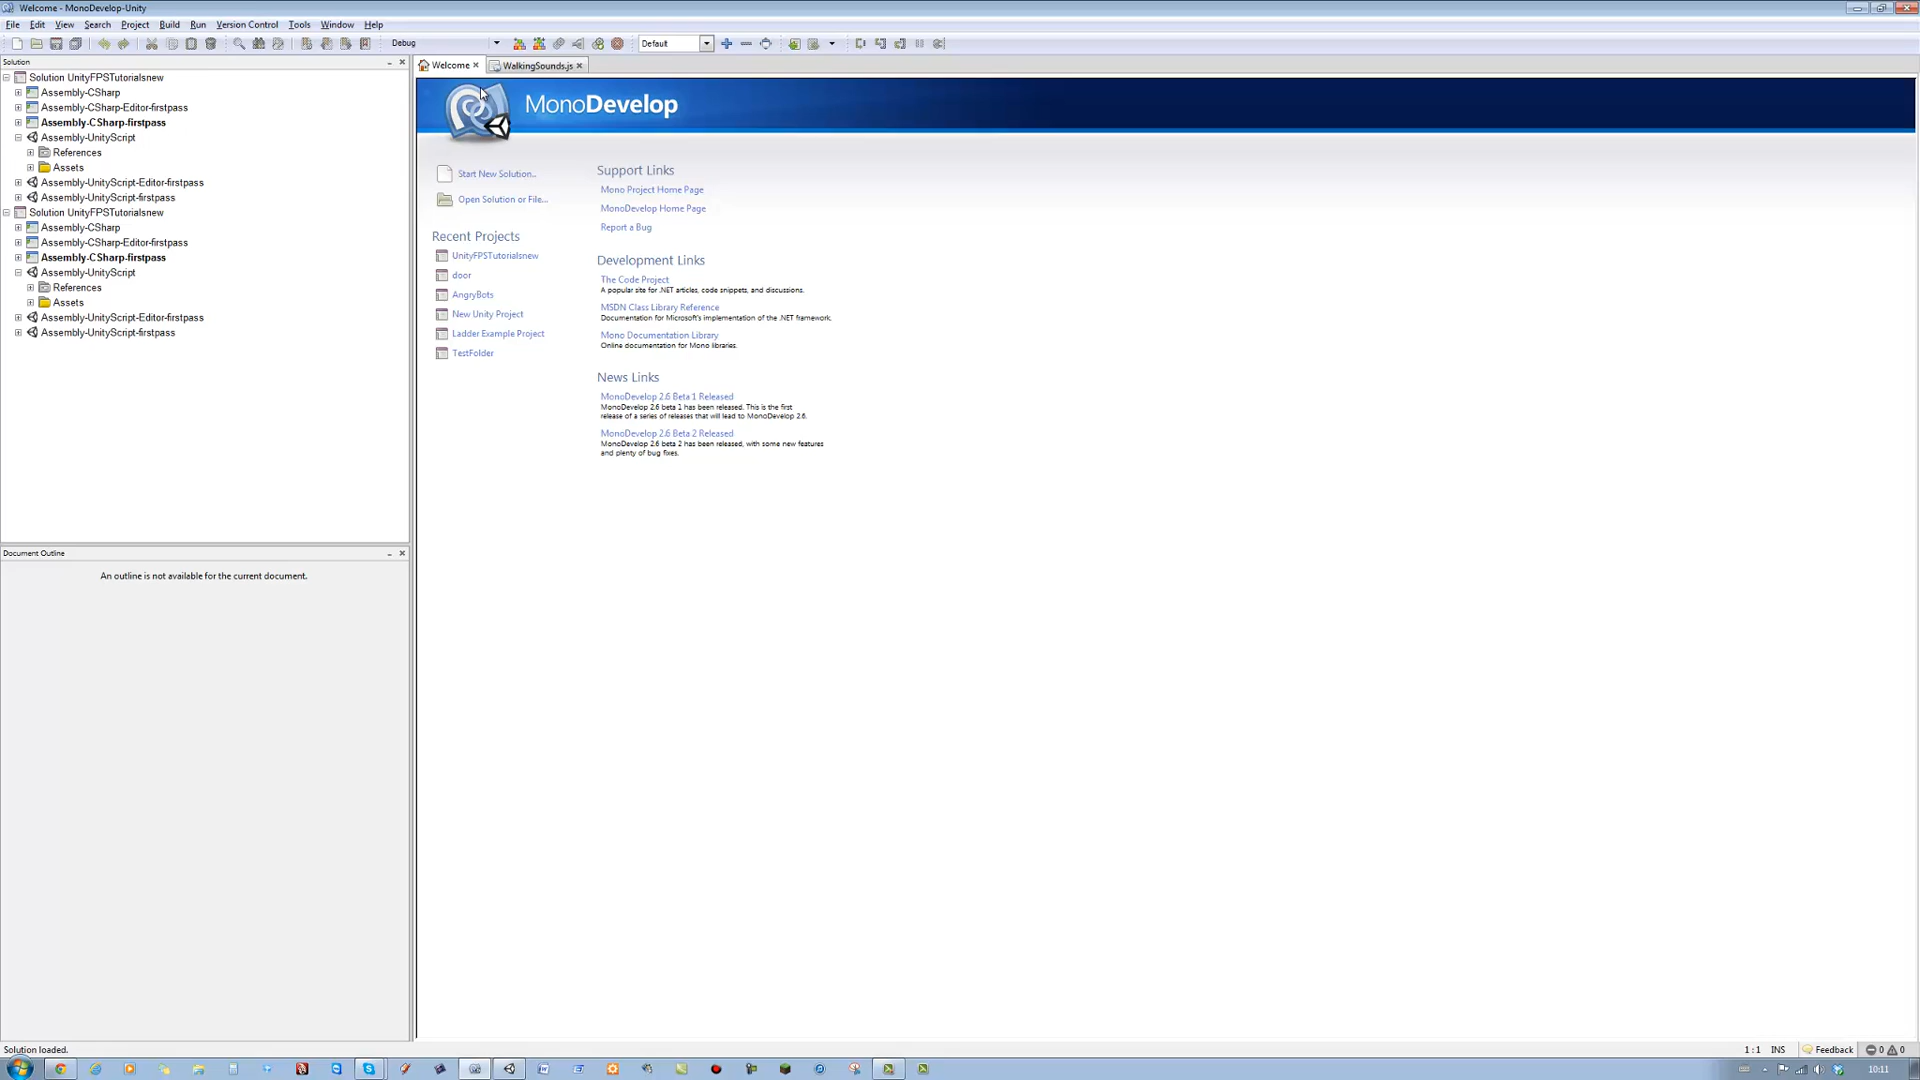 Welcome - MonoDevelop-Unity
File Edit View Search Project Build Run Version Control Tools Window Help
Debug Default
Solution
Welcome WalkingSounds.js
Solution UnityFPSTutorialsnew
Assembly-CSharp
Assembly-CSharp-Editor-firstpass
Assembly-CSharp-firstpass
Assembly-UnityScript
References
Assets
Assembly-UnityScript-Editor-firstpass
Assembly-UnityScript-firstpass
Solution UnityFPSTutorialsnew
Assembly-CSharp
Assembly-CSharp-Editor-firstpass
Assembly-CSharp-firstpass
Assembly-UnityScript
References
Assets
Assembly-UnityScript-Editor-firstpass
Assembly-UnityScript-firstpass
Document Outline
An outline is not available for the current document.
MonoDevelop
Start New Solution...
Open Solution or File...
Recent Projects
UnityFPSTutorialsnew
door
AngryBots
New Unity Project
Ladder Example Project
TestFolder
Support Links
Mono Project Home Page
MonoDevelop Home Page
Report a Bug
Development Links
The Code Project
A popular site for .NET articles, code snippets, and discussions.
MSDN Class Library Reference
Documentation for Microsoft's implementation of the .NET framework.
Mono Documentation Library
Online documentation for Mono libraries.
News Links
MonoDevelop 2.6 Beta 1 Released
MonoDevelop 2.6 beta 1 has been released. This is the first
release of a series of releases that will lead to MonoDevelop 2.6.
MonoDevelop 2.6 Beta 2 Released
MonoDevelop 2.6 beta 2 has been released, with some new features
and plenty of bug fixes.
Solution loaded.
1 : 1 INS Feedback 0 0
10:11